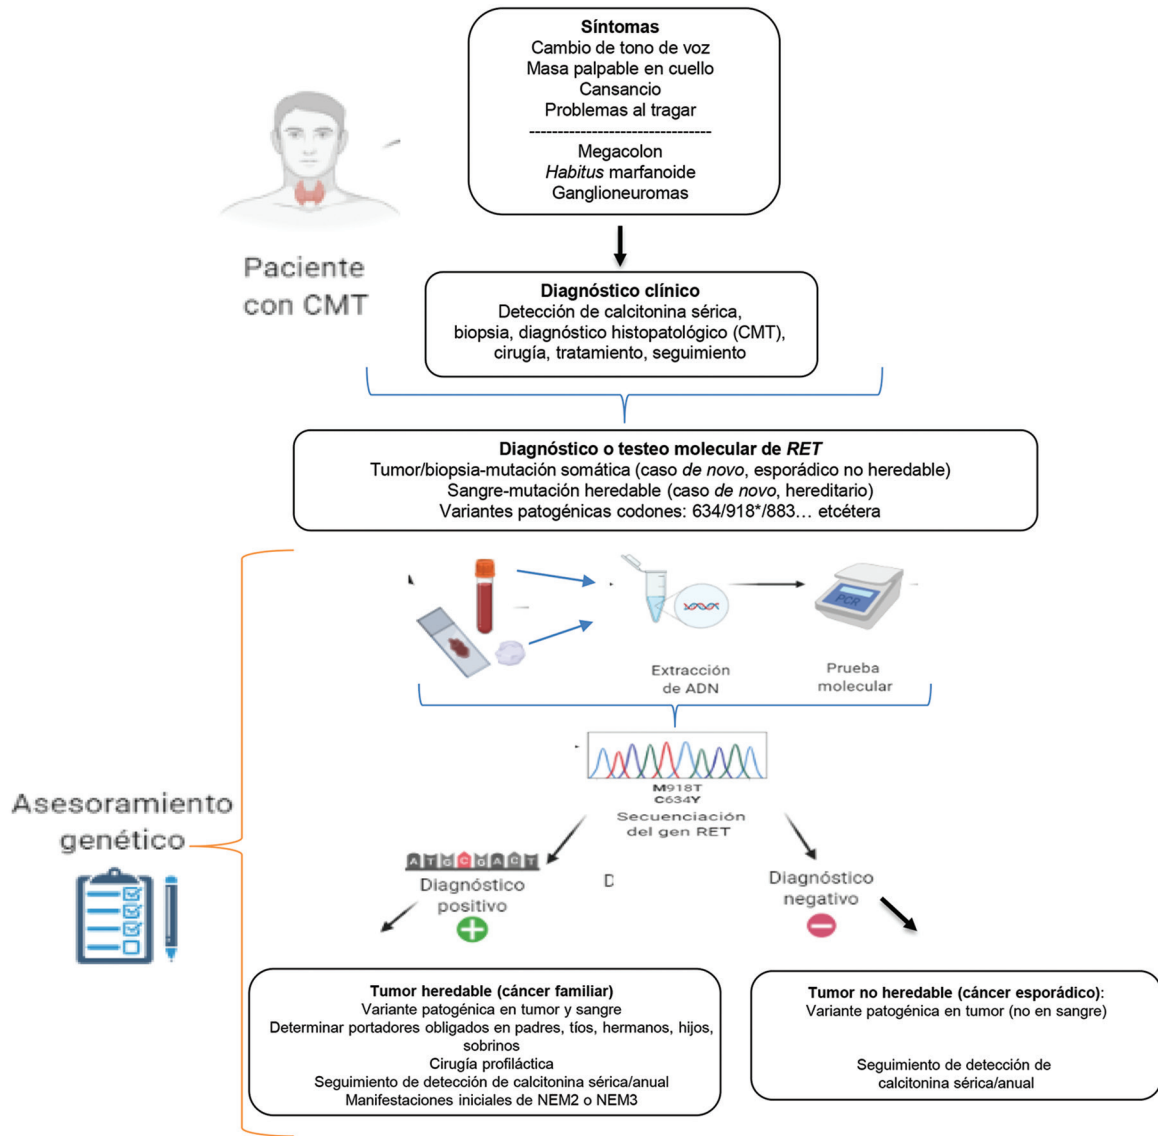 Síntomas
Cambio de tono de voz
Masa palpable en cuello
Cansancio
Problemas al tragar
--------------------------------
Megacolon
Habitus marfanoide
Ganglioneuromas
Paciente
con CMT
Diagnóstico clínico
Detección de calcitonina sérica,
biopsia, diagnóstico histopatológico (CMT),
cirugía, tratamiento, seguimiento
Diagnóstico o testeo molecular de RET
Tumor/biopsia-mutación somática (caso de novo, esporádico no heredable)
Sangre-mutación heredable (caso de novo, hereditario)
Variantes patogénicas codones: 634/918*/883... etcétera
PCR
Extracción
de ADN
Prueba
molecular
M918T
C634Y
Secuenciación
del gen RET
Asesoramiento
genético
A T G C G A C T
Diagnóstico
positivo
D
Diagnóstico
negativo
Tumor heredable (cáncer familiar)
Variante patogénica en tumor y sangre
Determinar portadores obligados en padres, tíos, hermanos, hijos,
sobrinos
Cirugía profiláctica
Seguimiento de detección de calcitonina sérica/anual
Manifestaciones iniciales de NEM2 o NEM3
Tumor no heredable (cáncer esporádico):
Variante patogénica en tumor (no en sangre)
Seguimiento de detección de
calcitonina sérica/anual